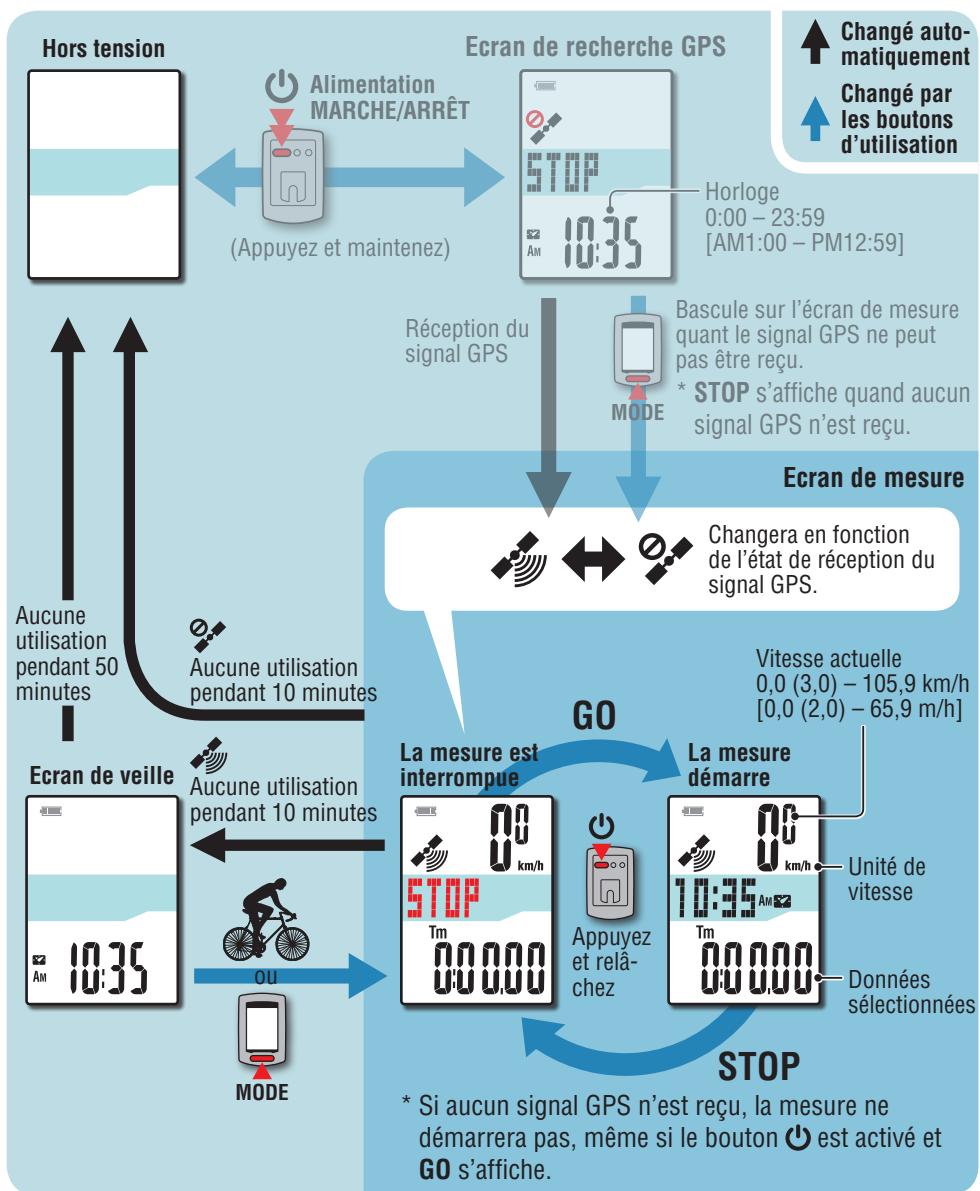 Hors tension
Alimentation
MARCHE/ARRÊT
(Appuyez et maintenez)
Ecran de recherche GPS
STOP
AM 10:35
Horloge
0:00 – 23:59
[AM1:00 – PM12:59]
Changé auto-
matiquement
Changé par
les boutons
d'utilisation
Réception du
signal GPS
MODE
Bascule sur l'écran de mesure
quant le signal GPS ne peut
pas être reçu.
* STOP s'affiche quand aucun
signal GPS n'est reçu.
Ecran de mesure
Changera en fonction
de l'état de réception du
signal GPS.
Aucune
utilisation
pendant 50
minutes
Aucune utilisation
pendant 10 minutes
Aucune utilisation
pendant 10 minutes
Ecran de veille
AM 10:35
ou
MODE
Vitesse actuelle
0,0 (3,0) – 105,9 km/h
[0,0 (2,0) – 65,9 m/h]
GO
La mesure est
interrompue
00
km/h
STOP
Tm
0:00.00
Appuyez
et relâ-
chez
La mesure
démarre
00
km/h
10:35 AM
Tm
0:00.00
Unité de
vitesse
Données
sélectionnées
STOP
* Si aucun signal GPS n'est reçu, la mesure ne
démarrera pas, même si le bouton est activé et
GO s'affiche.